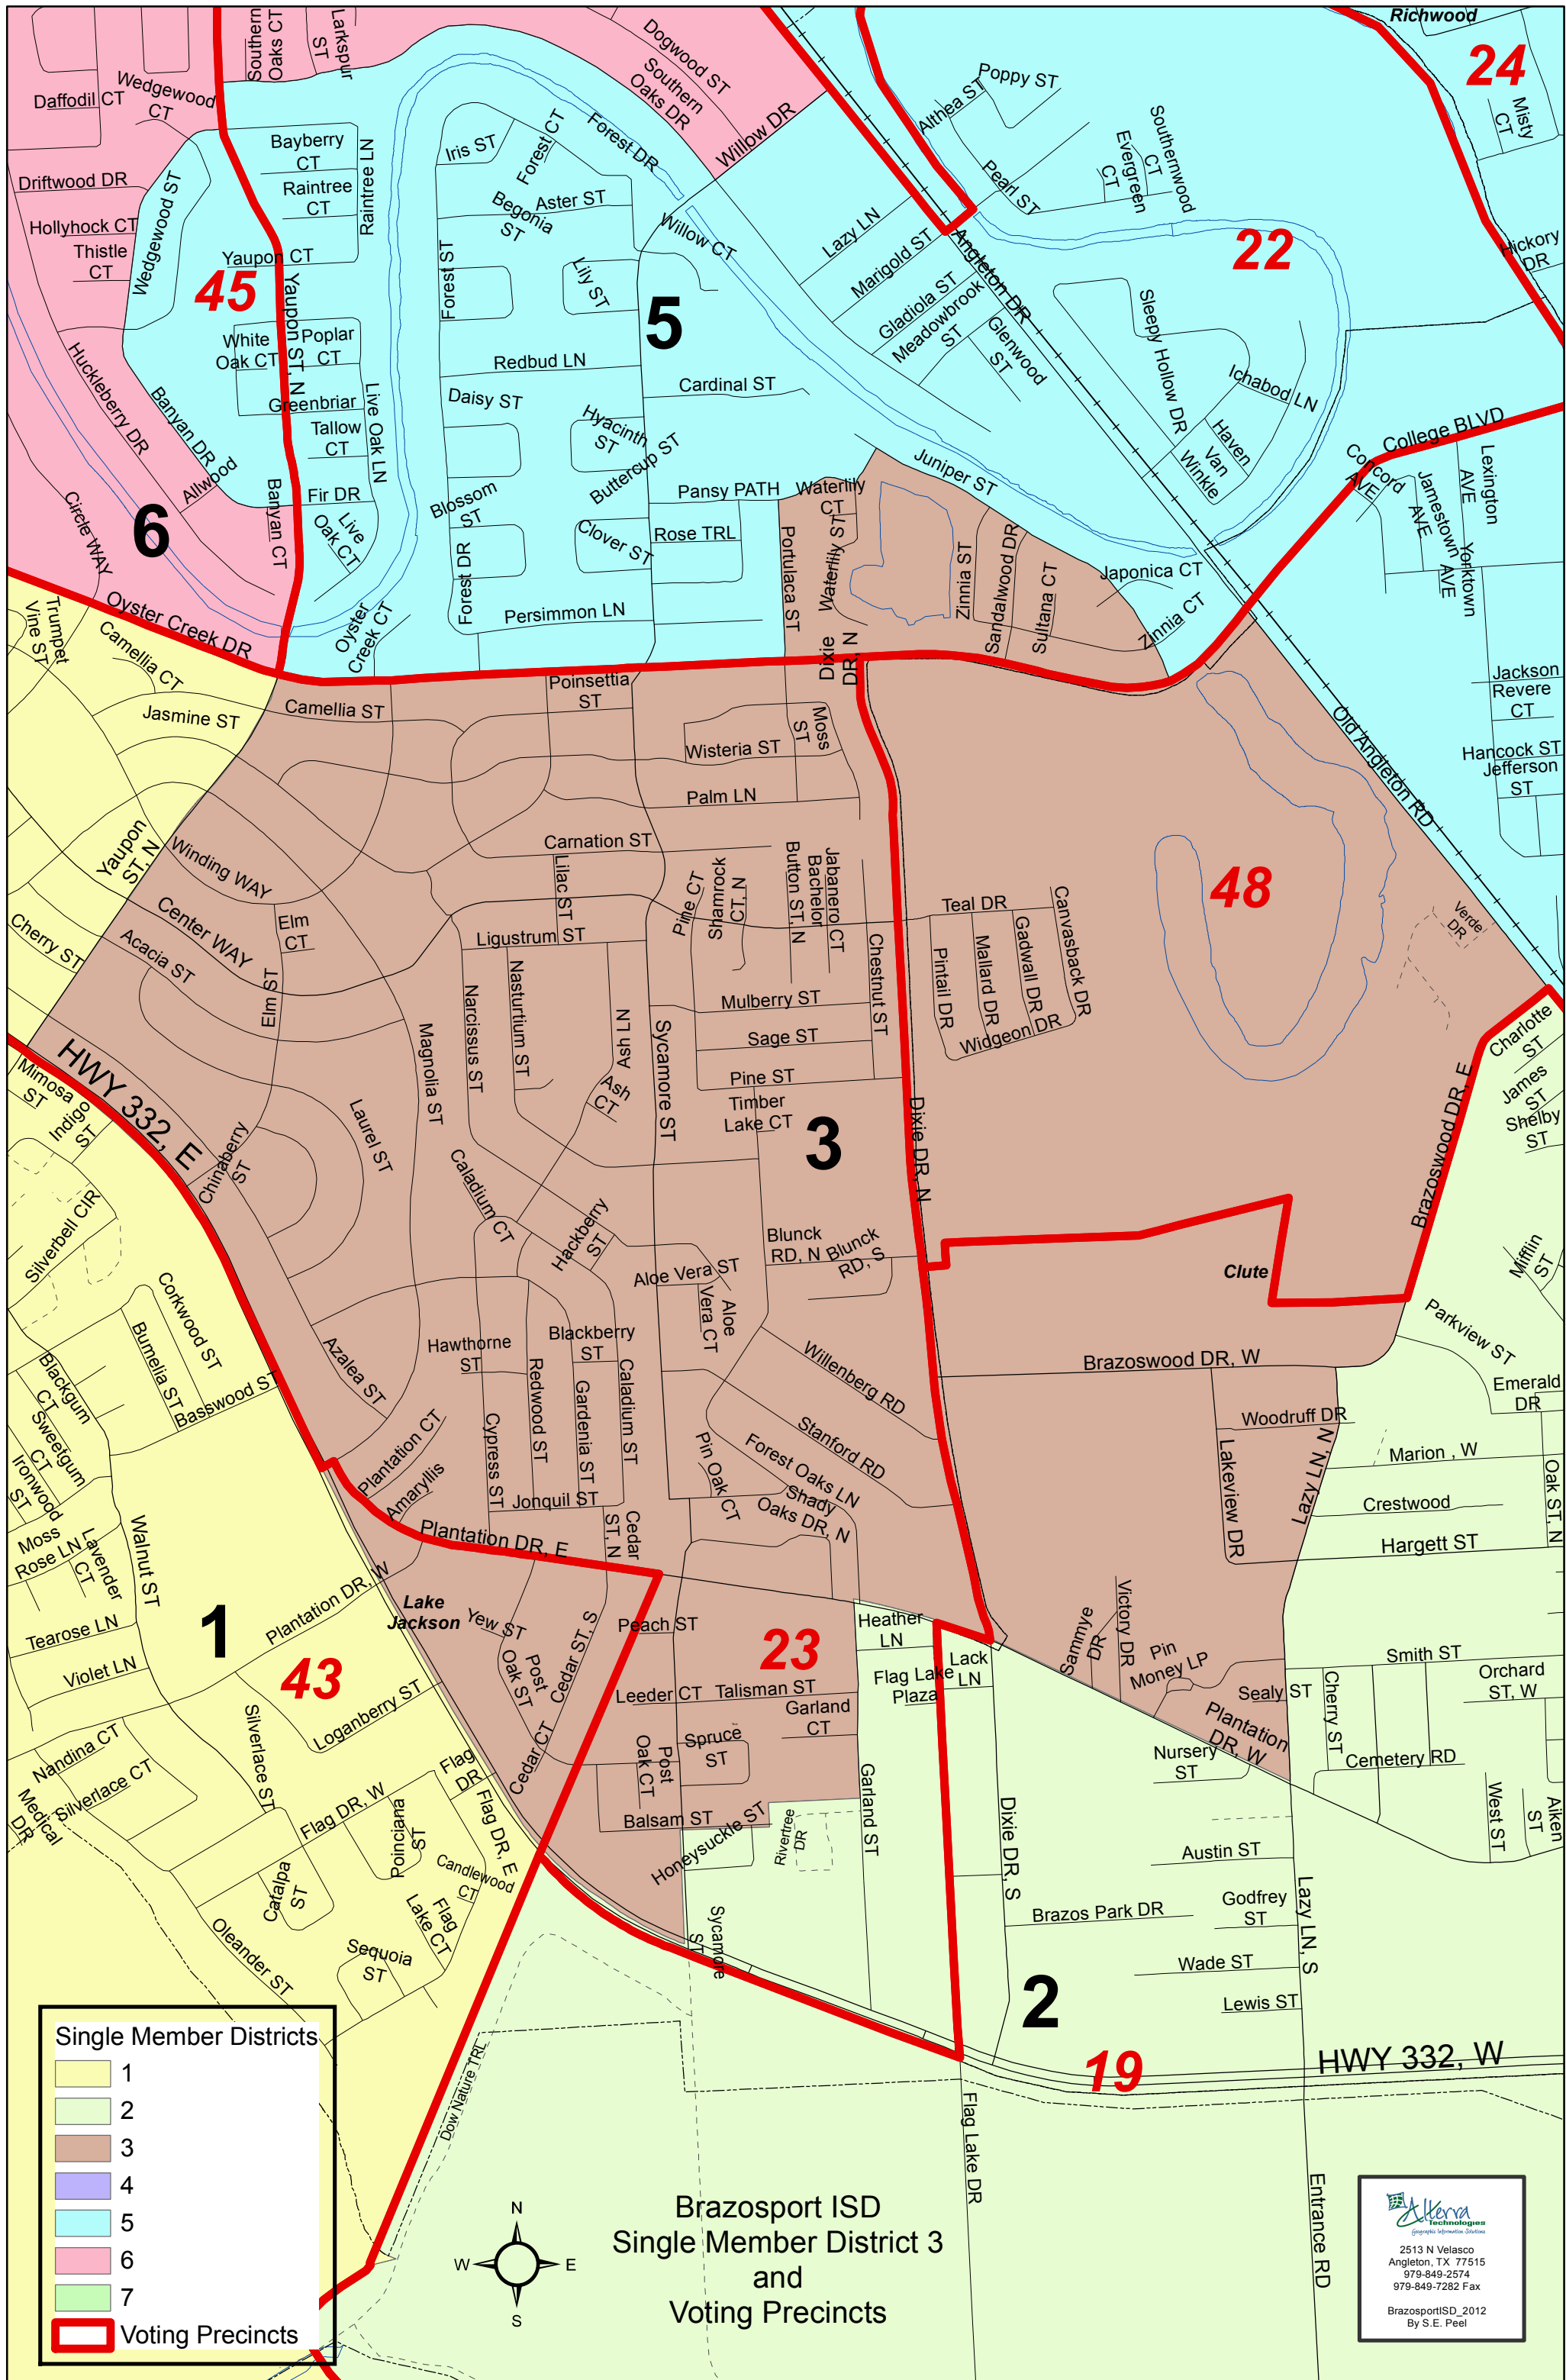 Richwood
24
Southern
Oaks CT
Larkspur
ST
Dogwood ST
Southern
Oaks DR
Willow DR
Daffodil CT
Wedgewood
CT
Bayberry
CT
Raintree
CT
Raintree LN
Iris ST
Forest CT
Forest DR
Althea ST
Poppy ST
Pearl ST
Evergreen
CT
Southernwood
CT
Misty
CT
Driftwood DR
Hollyhock CT
Thistle
CT
Wedgewood ST
Yaupon CT
45
Yaupon ST, N
Begonia
ST
Aster ST
Willow CT
Lazy LN
Marigold ST
Angleton DR
22
Hickory
DR
Forest ST
Lily ST
5
Gladiola ST
Meadowbrook
ST
Glenwood
ST
Sleepy Hollow DR
Ichabod LN
Haven
Van
Winkle
White
Oak CT
Poplar
CT
Huckleberry DR
Banyan DR
Greenbriar
Tallow
CT
Live Oak LN
Redbud LN
Daisy ST
Cardinal ST
Hyacinth
ST
Buttercup ST
Juniper ST
College BLVD
Concord
AVE
Jamestown
AVE
Lexington
AVE
Yorktown
AVE
Allwood
Circle WAY
6
Banyan CT
Fir DR
Live
Oak CT
Blossom
ST
Clover ST
Pansy PATH
Rose TRL
Waterlily
CT
Waterlily ST
Portulaca ST
Zinnia ST
Sandalwood DR
Sultana CT
Japonica CT
Zinnia CT
Oyster Creek DR
Oyster
Creek CT
Forest DR
Persimmon LN
Dixie
DR, N
Trumpet
Vine ST
Camellia CT
Jasmine ST
Camellia ST
Poinsettia
ST
Wisteria ST
Moss
ST
Palm LN
Old Angleton RD
Jackson
Revere
CT
Hancock ST
Jefferson
ST
Yaupon
ST, N
Winding WAY
Carnation ST
Lilac ST
Pine CT
Shamrock
CT, N
Bachelor
Button ST, N
Jabanero CT
48
Cherry ST
Center WAY
Acacia ST
Elm
CT
Elm ST
Ligustrum ST
Chestnut ST
Teal DR
Pintail DR
Mallard DR
Gadwall DR
Canvasback DR
Widgeon DR
Verde
DR
Narcissus ST
Nasturtium ST
Ash LN
Ash
CT
Sycamore ST
Mulberry ST
Sage ST
Pine ST
Timber
Lake CT
Charlotte
ST
James
ST
Shelby
ST
Mimosa
ST
Indigo
ST
HWY 332, E
Chinaberry
ST
Laurel ST
Magnolia ST
3
Dixie DR, N
Brazoswood DR, E
Silverbell CIR
Caladium CT
Hackberry
ST
Aloe Vera ST
Aloe
Vera CT
Blunck
RD, N
Blunck
RD, S
Clute
Mifflin
ST
Corkwood ST
Bumelia ST
Basswood ST
Azalea ST
Hawthorne
ST
Blackberry
ST
Redwood ST
Gardenia ST
Caladium ST
Cypress ST
Willenberg RD
Brazoswood DR, W
Parkview ST
Emerald
DR
Blackgum
CT
Sweetgum
CT
Ironwood
ST
Plantation CT
Amaryllis
Jonquil ST
Pin Oak CT
Stanford RD
Forest Oaks LN
Shady
Oaks DR, N
Woodruff DR
Lakeview DR
Lazy LN, N
Marion , W
Crestwood
Hargett ST
Oak ST, N
Moss
Rose LN
Lavender
CT
Walnut ST
Plantation DR, E
Cedar
ST, N
Plantation DR, W
1
Lake
Jackson
Yew ST
Post
Oak ST
Cedar ST, S
Cedar CT
Peach ST
23
Heather
LN
Lack
LN
Flag Lake
Plaza
Sammye
DR
Victory DR
Pin
Money LP
Smith ST
Orchard
ST, W
Sealy ST
Cherry ST
Tearose LN
Violet LN
43
Loganberry ST
Leeder CT
Talisman ST
Garland
CT
Post
Oak CT
Spruce
ST
Plantation
DR, W
Nursery
ST
Cemetery RD
West ST
Aiken
ST
Nandina CT
Silverlace CT
Medical
DR
Silverlace ST
Flag
DR
Flag DR, W
Flag DR, E
Poinciana
ST
Candlewood
CT
Catalpa
ST
Flag
Lake CT
Oleander ST
Sequoia
ST
Balsam ST
Honeysuckle ST
Rivertree
DR
Garland ST
Sycamore
ST
Dixie DR, S
Austin ST
Brazos Park DR
Godfrey
ST
Wade ST
Lewis ST
Lazy LN, S
2
19
HWY 332, W
Dow Nature TRL
Flag Lake DR
Entrance RD
Single Member Districts
1
2
3
4
5
6
7
Voting Precincts
N
W
E
S
Brazosport ISD
Single Member District 3
and
Voting Precincts
Alterra
Technologies
Geographic Information Solutions
2513 N Velasco
Angleton, TX 77515
979-849-2574
979-849-7282 Fax
BrazosportISD_2012
By S.E. Peel